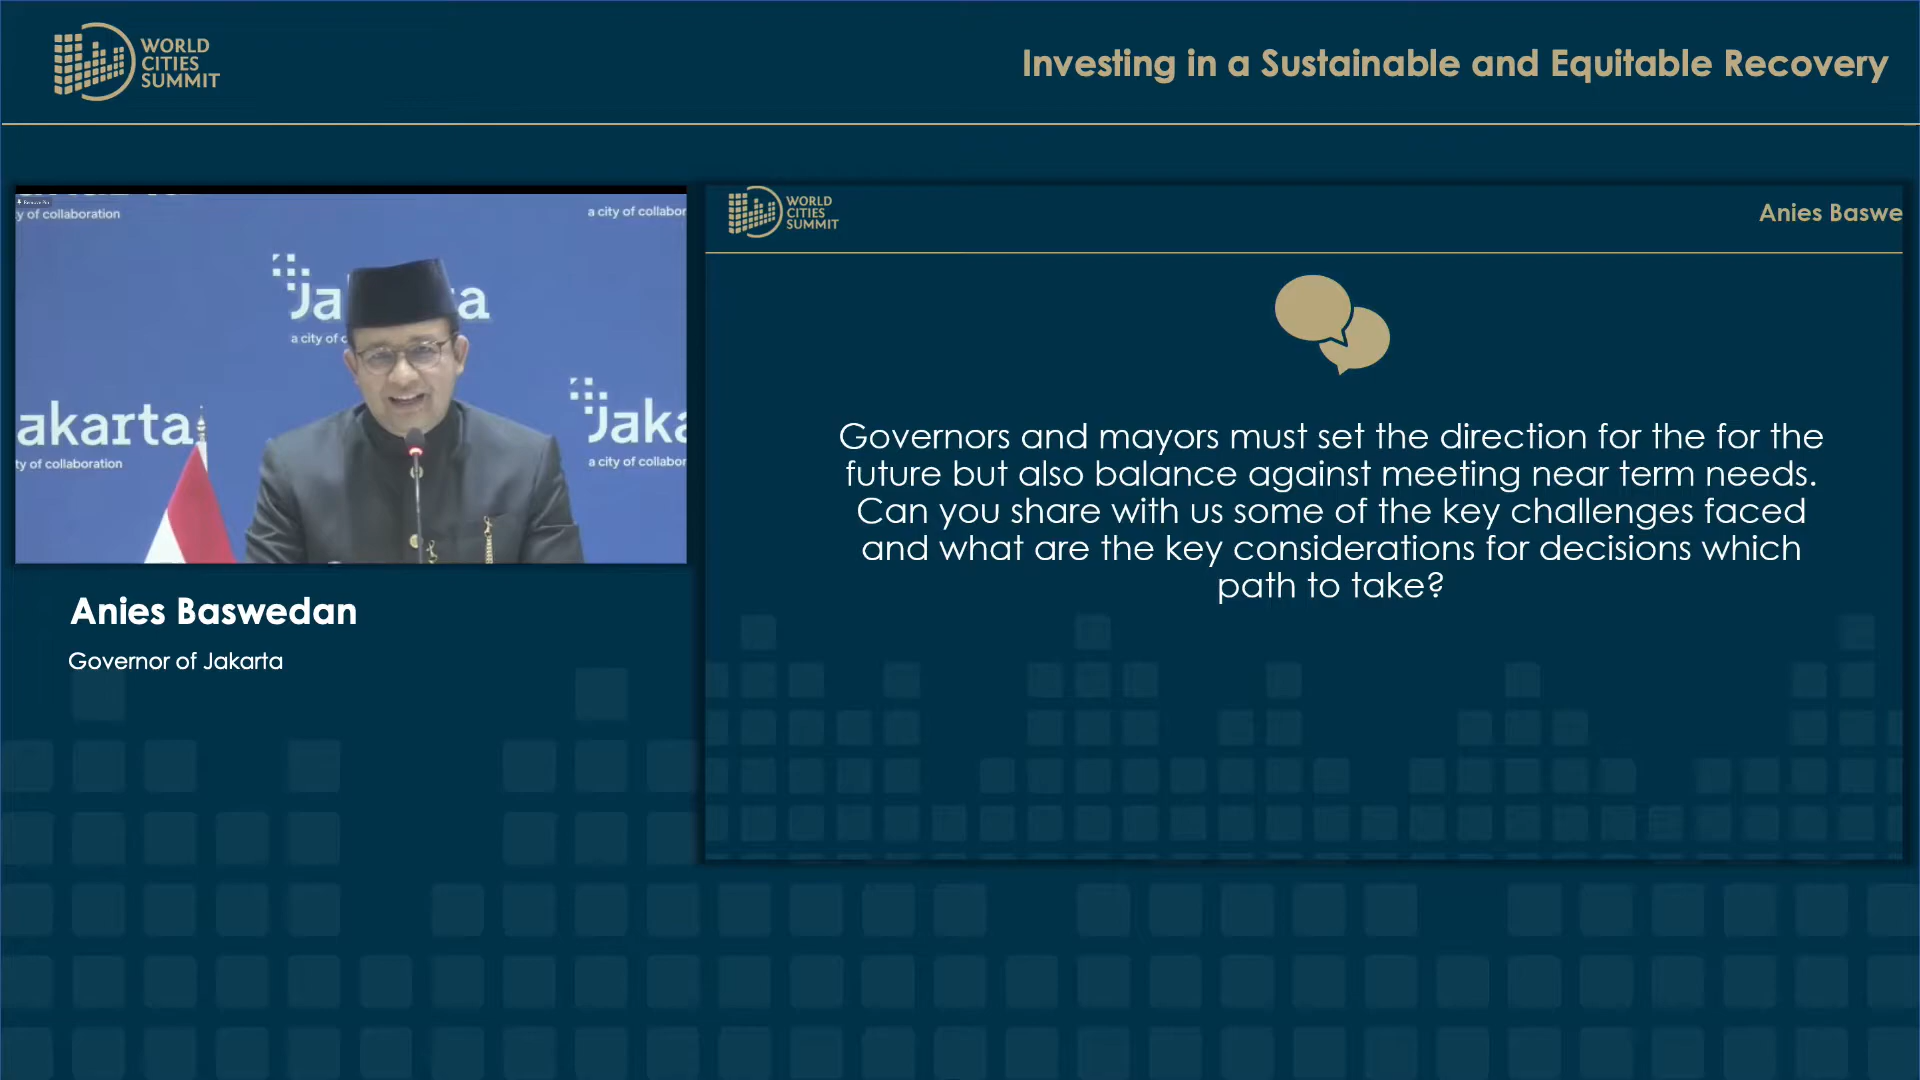 WORLD
CITIES
SUMMIT
Investing in a Sustainable and Equitable Recovery
y of collaboration
a city of collabor
Ja
a
a city of c
akarta
ty of collaboration
Jaka
a city of collabor
Anies Baswedan
Governor of Jakarta
WORLD
CITIES
SUMMIT
Anies Baswe
Governors and mayors must set the direction for the for the
future but also balance against meeting near term needs.
Can you share with us some of the key challenges faced
and what are the key considerations for decisions which
path to take?